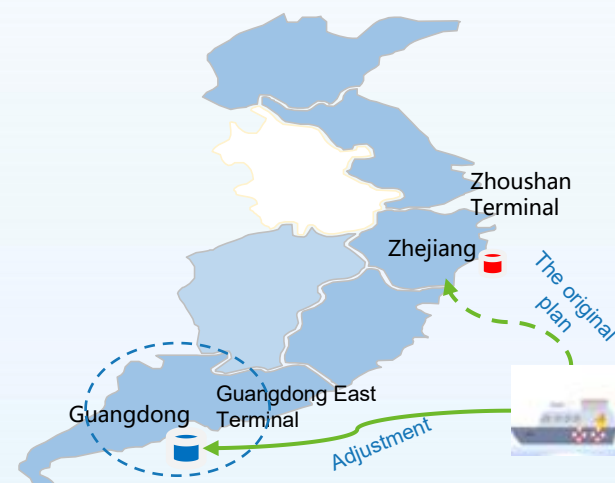 Zhoushan
Terminal
Zhejiang
The original
plan
Guangdong East
Terminal
Guangdong
Adjustment